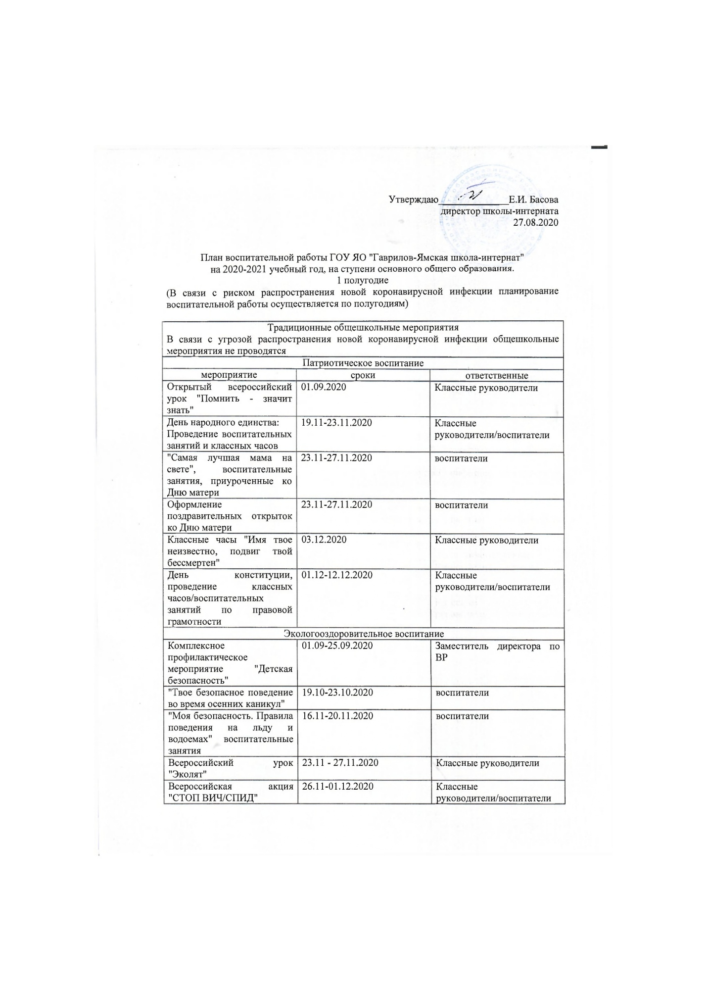 Утверждаю______________Е.И. Басова
директор школы-интерната
27.08.2020
План воспитательной работы ГОУ ЯО "Гаврилов-Ямская школа-интернат"
на 2020-2021 учебный год, на ступени основного общего образования.
1 полугодие
(В связи с риском распространения новой коронавирусной инфекции планирование
воспитательной работы осуществляется по полугодиям)
Традиционные общешкольные мероприятия
В связи с угрозой распространения новой коронавирусной инфекции общешкольные
мероприятия не проводятся
Патриотическое воспитание
мероприятие сроки ответственные
Открытый всероссийский 01.09.2020 Классные руководители
урок "Помнить - значит
знать"
День народного единства: 19.11-23.11.2020 Классные
Проведение воспитательных руководители/воспитатели
занятий и классных часов
"Самая лучшая мама на 23.11-27.11.2020 воспитатели
свете", воспитательные
занятия, приуроченные ко
Дню матери
Оформление 23.11-27.11.2020 воспитатели
поздравительных открыток
ко Дню матери
Классные часы "Имя твое 03.12.2020 Классные руководители
неизвестно, подвиг твой
бессмертен"
День конституции, 01.12-12.12.2020 Классные
проведение классных руководители/воспитатели
часов/воспитательных
занятий по правовой
грамотности
Экологооздоровительное воспитание
Комплексное 01.09-25.09.2020 Заместитель директора по
профилактическое ВР
мероприятие "Детская
безопасность"
"Твое безопасное поведение 19.10-23.10.2020 воспитатели
во время осенних каникул"
"Моя безопасность. Правила 16.11-20.11.2020 воспитатели
поведения на льду и
водоемах" воспитательные
занятия
Всероссийский урок 23.11 - 27.11.2020 Классные руководители
"Эколят"
Всероссийская акция 26.11-01.12.2020 Классные
"СТОП ВИЧ/СПИД" руководители/воспитатели